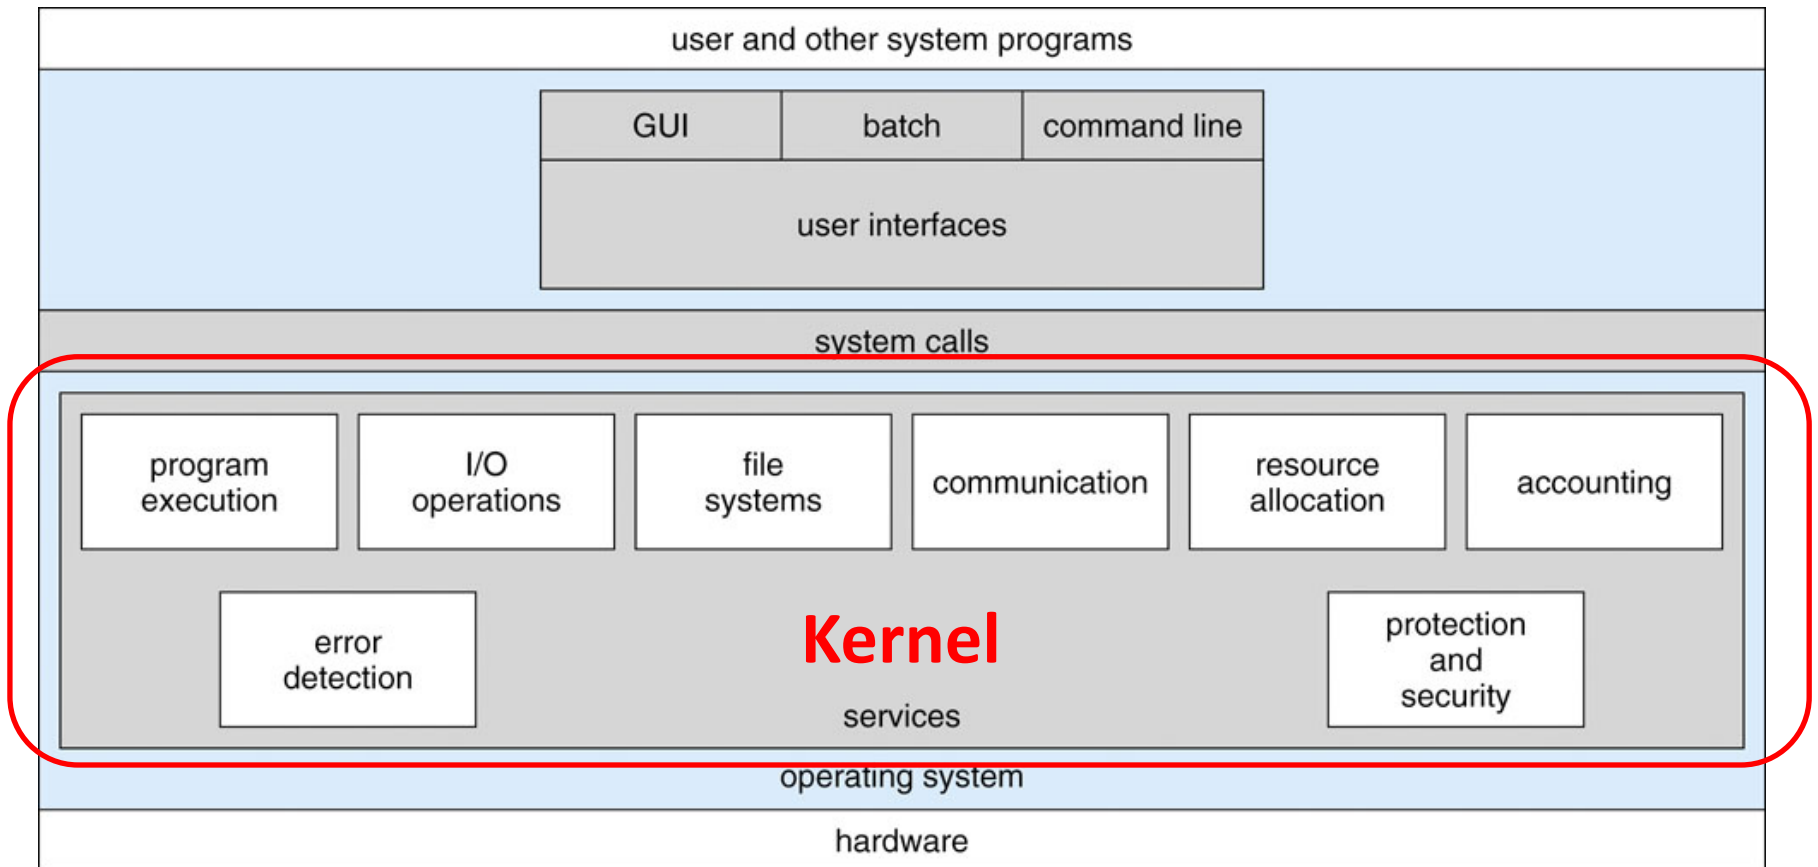 user and other system programs
GUI
batch
command line
user interfaces
system calls
program
execution
I/O
operations
file
systems
communication
resource
allocation
accounting
error
detection
Kernel
protection
and
security
services
operating system
hardware